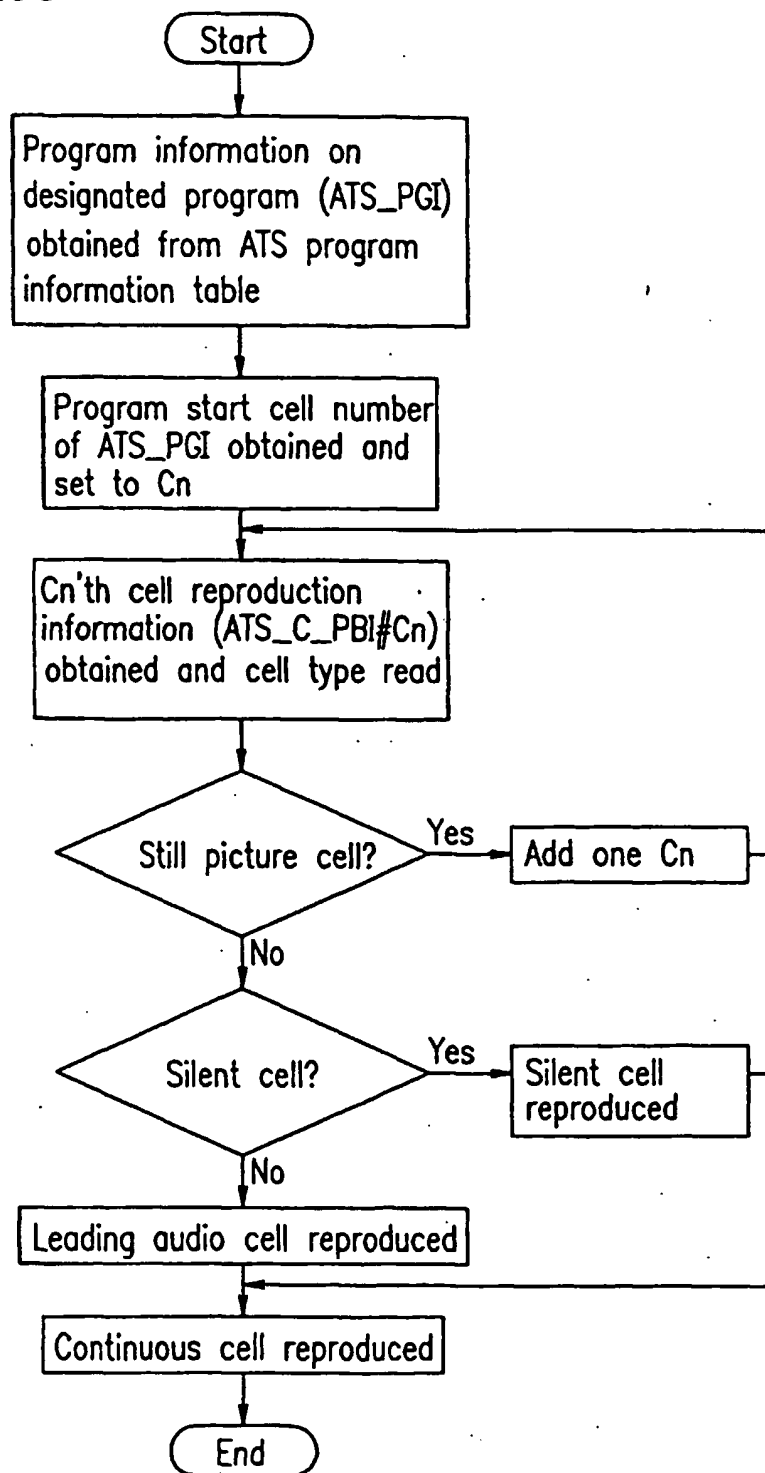 Start
Program information on
designated program (ATS_PGI)
obtained from ATS program
information table
Program start cell number
of ATS_PGI obtained and
set to Cn
Cn'th cell reproduction
information (ATS_C_PBI#Cn)
obtained and cell type read
Still picture cell?
Yes
Add one Cn
No
Silent cell?
Yes
Silent cell
reproduced
No
Leading audio cell reproduced
Continuous cell reproduced
End